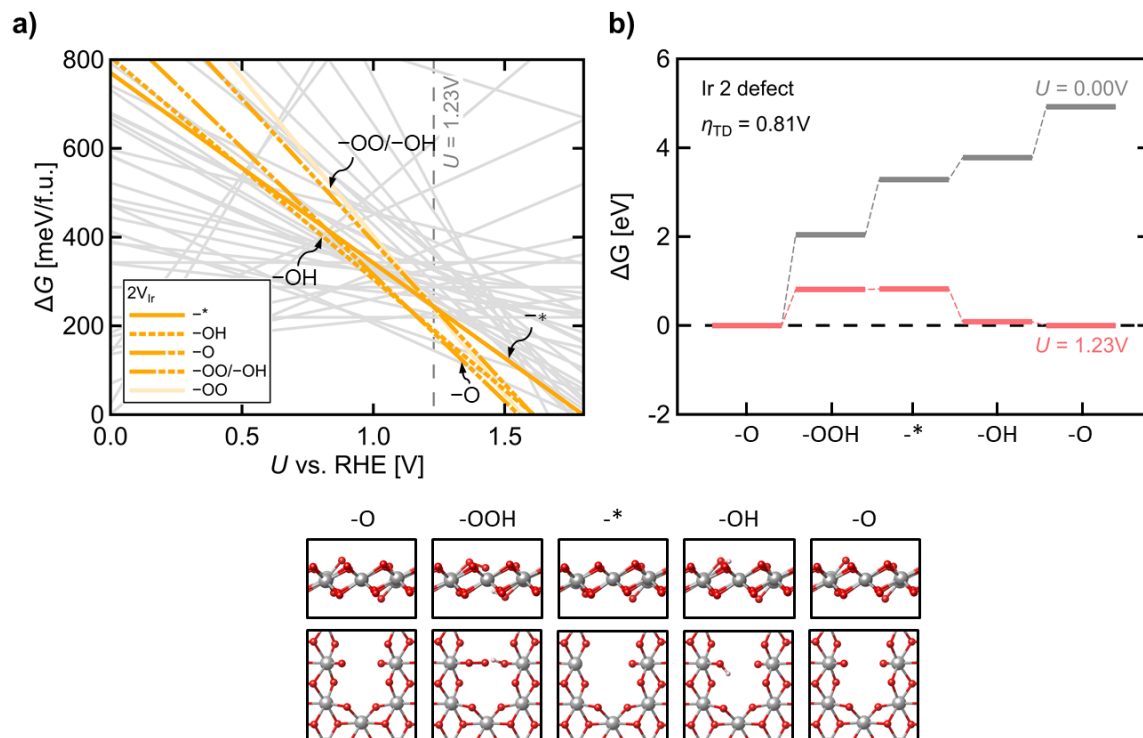 a)
800
600
400
200
0
ΔG [meV/f.u.]
0.0 0.5 1.0 1.5
U vs. RHE [V]
U = 1.23V
−OO/−OH
−OH
−*
−O
2V_Ir
−*
−OH
−O
−OO/−OH
−OO
b)
6
4
2
0
-2
ΔG [eV]
Ir 2 defect
η_TD = 0.81V
U = 0.00V
U = 1.23V
-O -OOH -* -OH -O
-O -OOH -* -OH -O